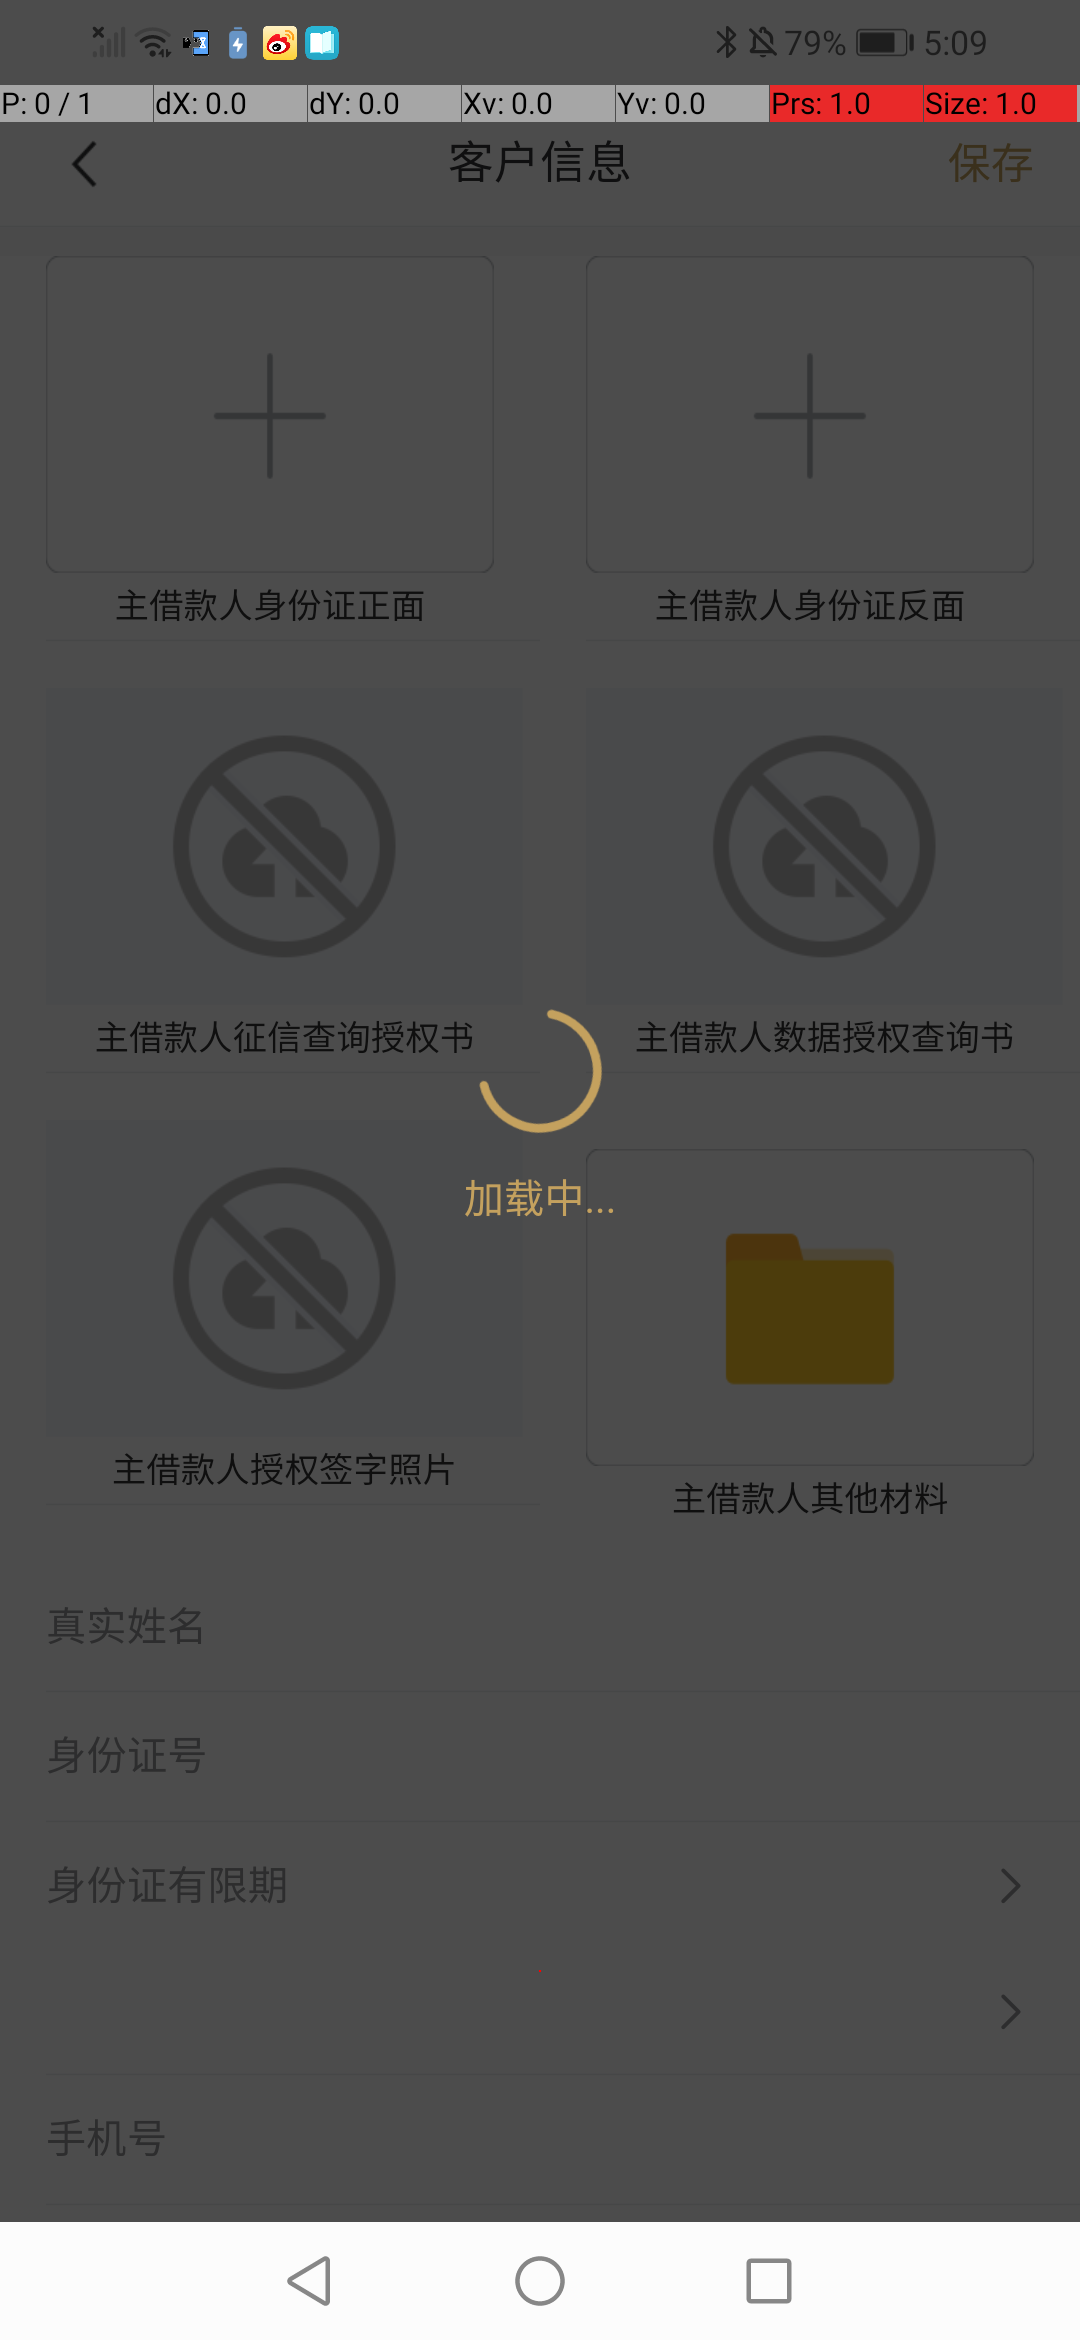 79% 5:09
P: 0 / 1 dX: 0.0 dY: 0.0 Xv: 0.0 Yv: 0.0 Prs: 1.0 Size: 1.0
客户信息 保存
主借款人身份证正面 主借款人身份证反面
主借款人征信查询授权书 主借款人数据授权查询书
加载中...
主借款人授权签字照片 主借款人其他材料
真实姓名
身份证号
身份证有限期
手机号